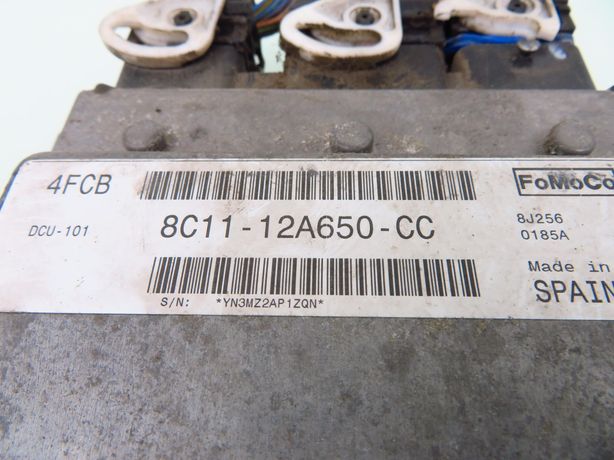 4FCB
FoMoCo
DCU-101
8C11-12A650-CC
8J256
0185A
Made in
SPAIN
S/N: *YN3MZ2AP1ZQN*